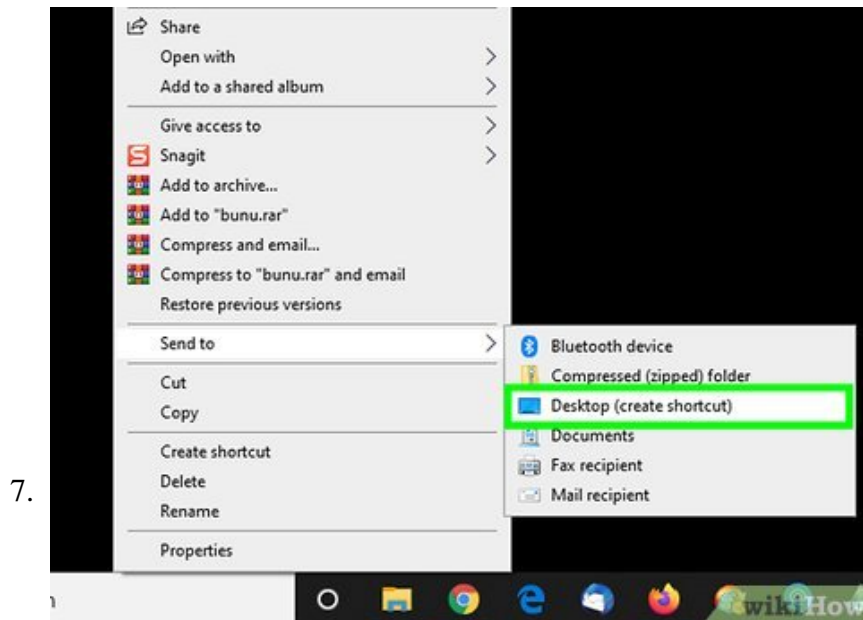 Share
Open with
Add to a shared album
Give access to
Snagit
Add to archive...
Add to "bunu.rar"
Compress and email...
Compress to "bunu.rar" and email
Restore previous versions
Send to
Bluetooth device
Compressed (zipped) folder
Desktop (create shortcut)
Documents
Fax recipient
Mail recipient
Cut
Copy
Create shortcut
Delete
Rename
Properties
7.
wikiHow